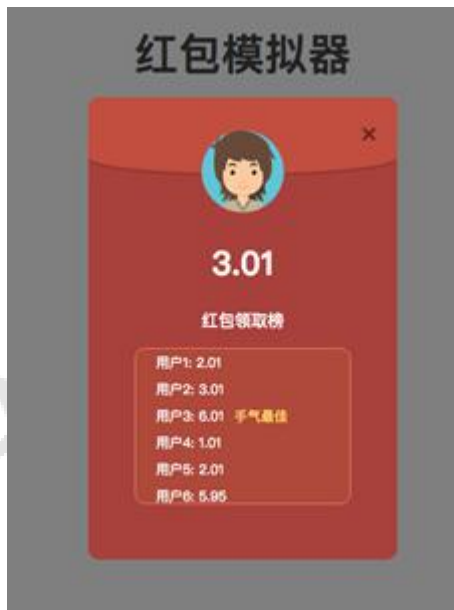 红包模拟器
×
3.01
红包领取榜
用户1: 2.01
用户2: 3.01
用户3: 6.01 手气最佳
用户4: 1.01
用户5: 2.01
用户6: 5.95